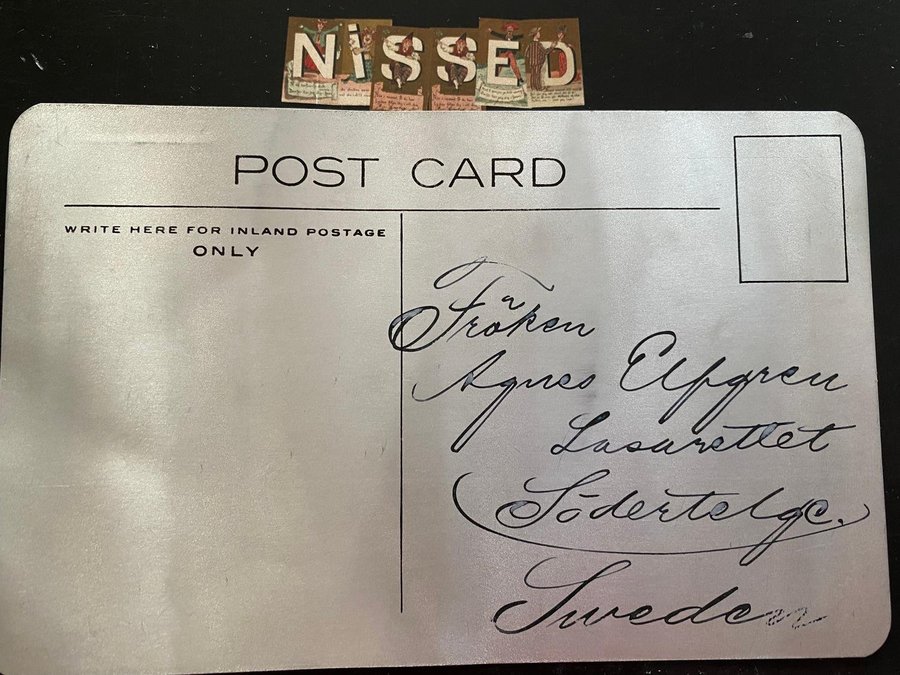 NiSSED
POST CARD
WRITE HERE FOR INLAND POSTAGE
ONLY
Fröken
Agnes Elfgren
Lasarettet
Södertelge.
Sweden